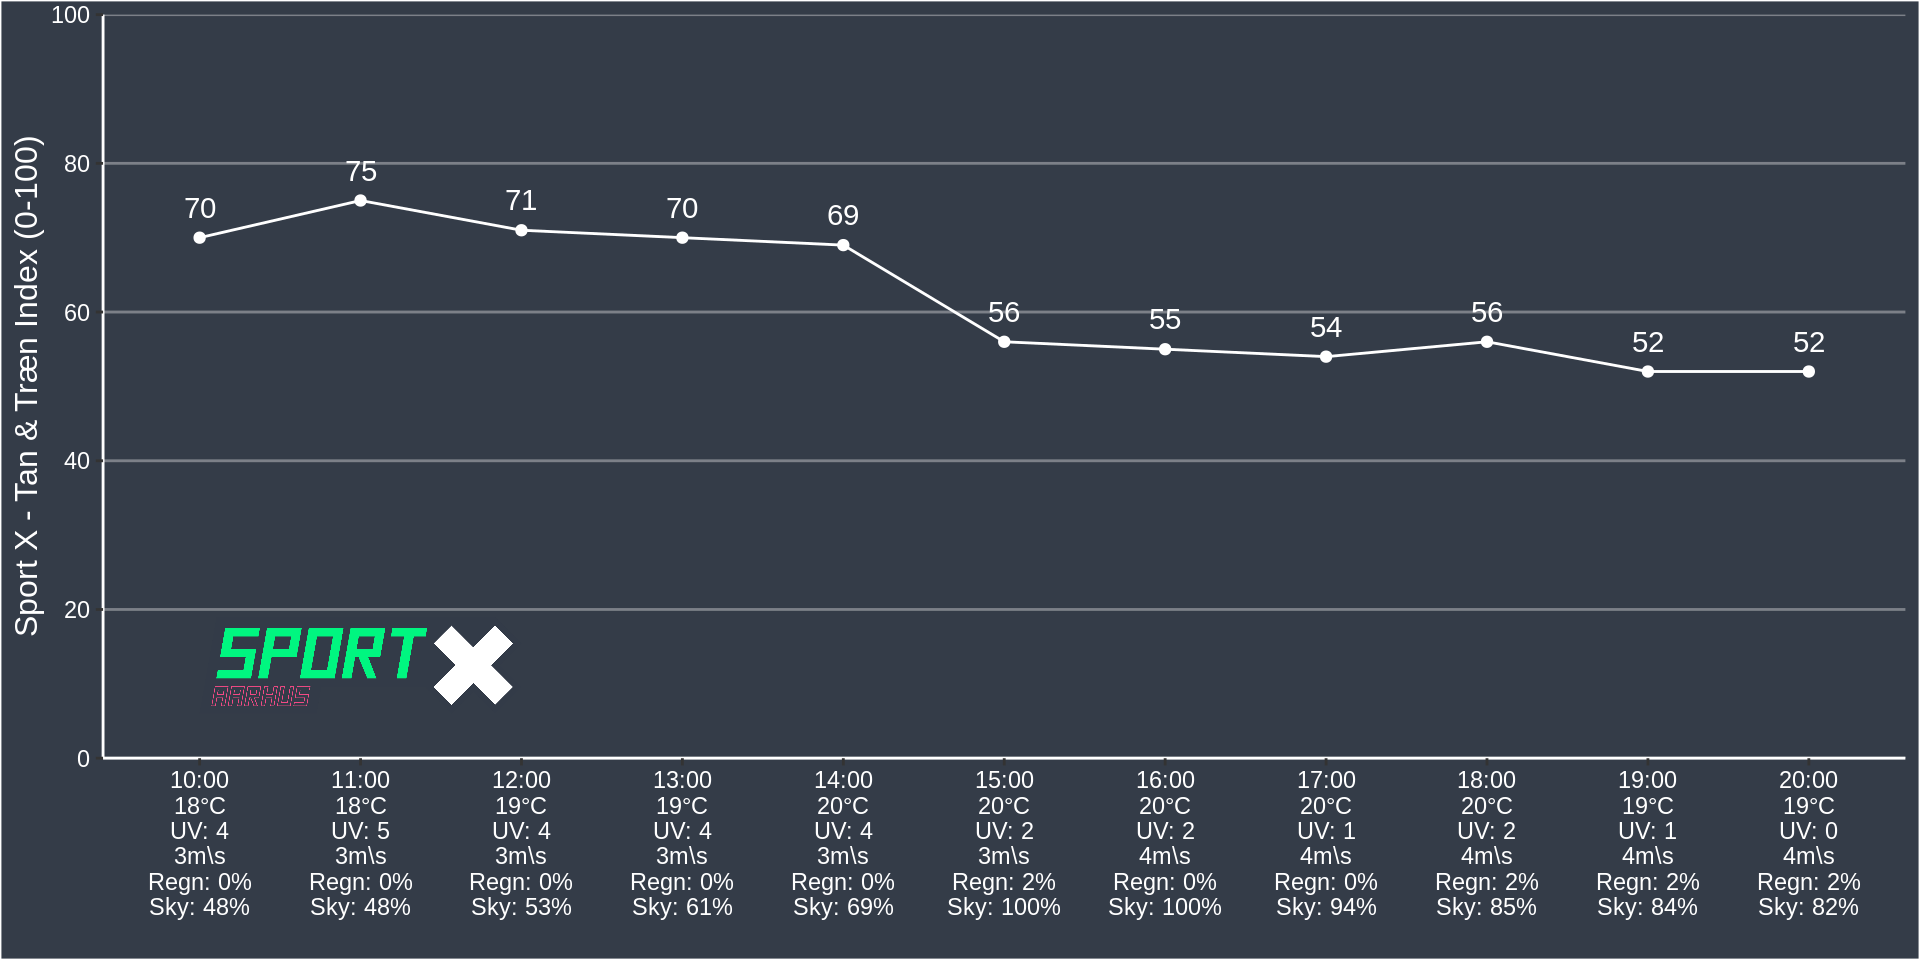 Sport X - Tan & Træn Index (0-100)
100
80
60
40
20
0
70
75
71
70
69
56
55
54
56
52
52
SPORT X
AARHUS
10:00 11:00 12:00 13:00 14:00 15:00 16:00 17:00 18:00 19:00 20:00
18°C 18°C 19°C 19°C 20°C 20°C 20°C 20°C 20°C 19°C 19°C
UV: 4 UV: 5 UV: 4 UV: 4 UV: 4 UV: 2 UV: 2 UV: 1 UV: 2 UV: 1 UV: 0
3m\s 3m\s 3m\s 3m\s 3m\s 3m\s 4m\s 4m\s 4m\s 4m\s 4m\s
Regn: 0% Regn: 0% Regn: 0% Regn: 0% Regn: 0% Regn: 2% Regn: 0% Regn: 0% Regn: 2% Regn: 2% Regn: 2%
Sky: 48% Sky: 48% Sky: 53% Sky: 61% Sky: 69% Sky: 100% Sky: 100% Sky: 94% Sky: 85% Sky: 84% Sky: 82%